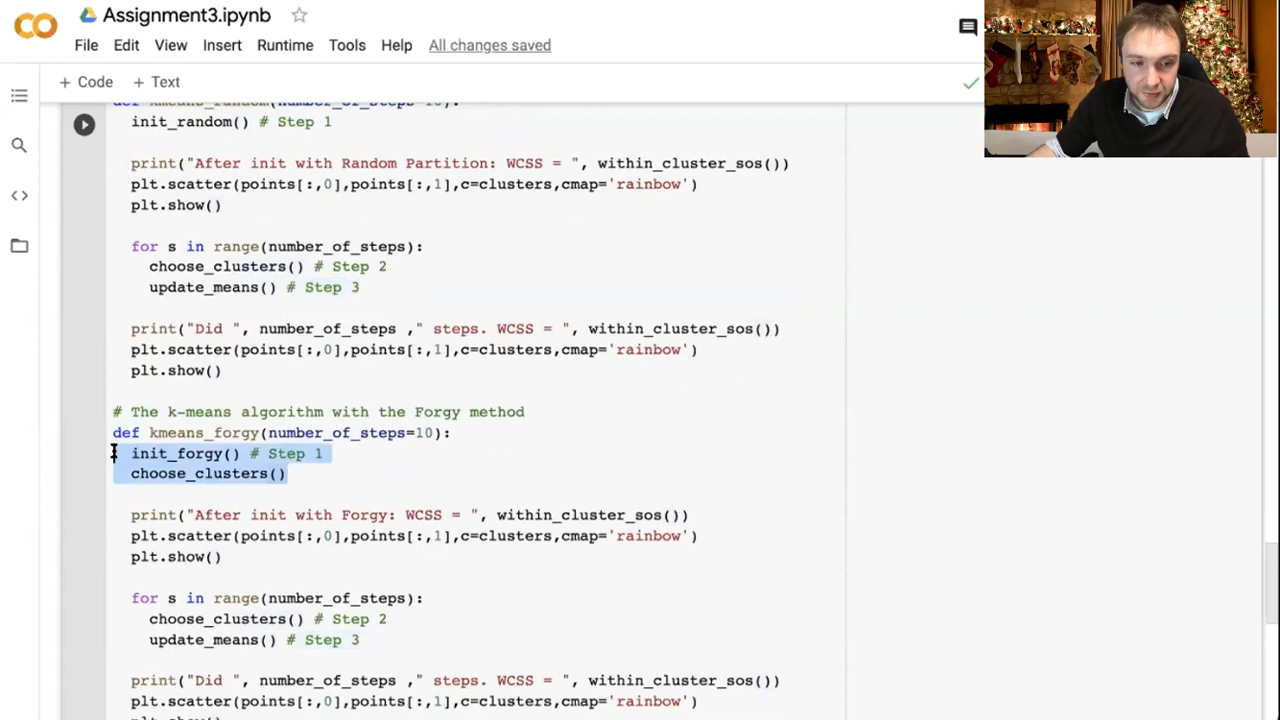 Assignment3.ipynb
File Edit View Insert Runtime Tools Help All changes saved
+ Code + Text
def kmeans_random(number_of_steps=10):
init_random() # Step 1
print("After init with Random Partition: WCSS = ", within_cluster_sos())
plt.scatter(points[:,0],points[:,1],c=clusters,cmap='rainbow')
plt.show()
for s in range(number_of_steps):
choose_clusters() # Step 2
update_means() # Step 3
print("Did ", number_of_steps ," steps. WCSS = ", within_cluster_sos())
plt.scatter(points[:,0],points[:,1],c=clusters,cmap='rainbow')
plt.show()
# The k-means algorithm with the Forgy method
def kmeans_forgy(number_of_steps=10):
init_forgy() # Step 1
choose_clusters()
print("After init with Forgy: WCSS = ", within_cluster_sos())
plt.scatter(points[:,0],points[:,1],c=clusters,cmap='rainbow')
plt.show()
for s in range(number_of_steps):
choose_clusters() # Step 2
update_means() # Step 3
print("Did ", number_of_steps ," steps. WCSS = ", within_cluster_sos())
plt.scatter(points[:,0],points[:,1],c=clusters,cmap='rainbow')